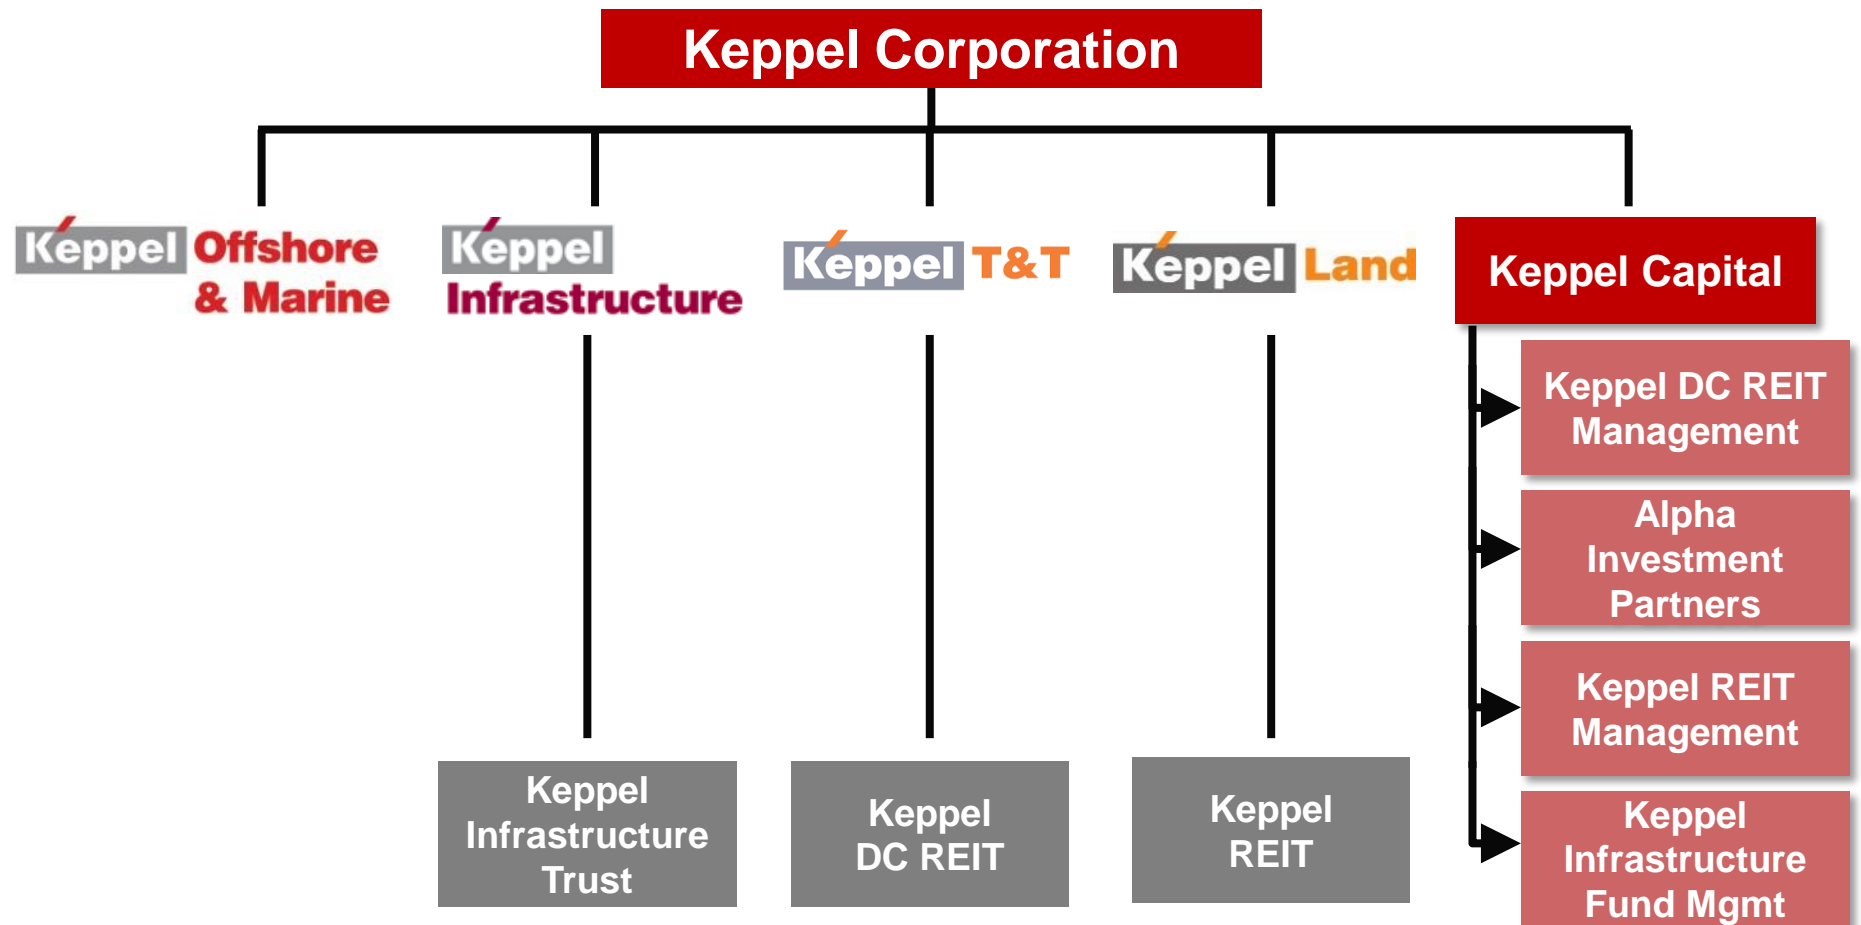 Keppel Corporation
Keppel Offshore
& Marine
Keppel
Infrastructure
Keppel T&T
Keppel Land
Keppel Capital
Keppel DC REIT
Management
Alpha
Investment
Partners
Keppel REIT
Management
Keppel
Infrastructure
Fund Mgmt
Keppel
Infrastructure
Trust
Keppel
DC REIT
Keppel
REIT